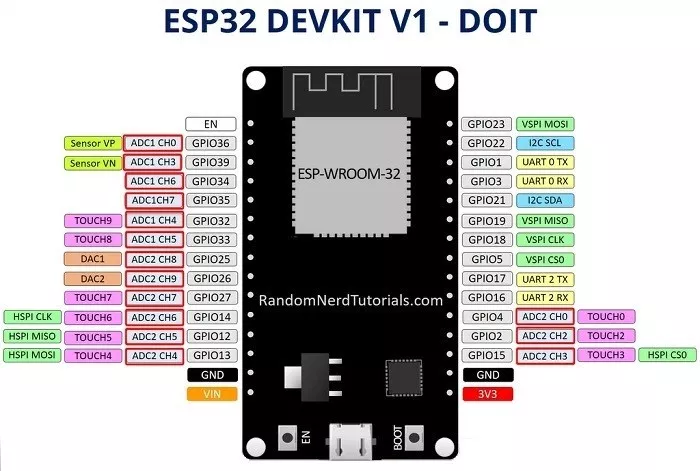 ESP32 DEVKIT V1 - DOIT
EN
Sensor VP ADC1 CH0 GPIO36
Sensor VN ADC1 CH3 GPIO39
ADC1 CH6 GPIO34
ADC1CH7 GPIO35
TOUCH9 ADC1 CH4 GPIO32
TOUCH8 ADC1 CH5 GPIO33
DAC1 ADC2 CH8 GPIO25
DAC2 ADC2 CH9 GPIO26
TOUCH7 ADC2 CH7 GPIO27
HSPI CLK TOUCH6 ADC2 CH6 GPIO14
HSPI MISO TOUCH5 ADC2 CH5 GPIO12
HSPI MOSI TOUCH4 ADC2 CH4 GPIO13
GND
VIN
ESP-WROOM-32
RandomNerdTutorials.com
EN
BOOT
GPIO23 VSPI MOSI
GPIO22 I2C SCL
GPIO1 UART 0 TX
GPIO3 UART 0 RX
GPIO21 I2C SDA
GPIO19 VSPI MISO
GPIO18 VSPI CLK
GPIO5 VSPI CS0
GPIO17 UART 2 TX
GPIO16 UART 2 RX
GPIO4 ADC2 CH0 TOUCH0
GPIO2 ADC2 CH2 TOUCH2
GPIO15 ADC2 CH3 TOUCH3 HSPI CS0
GND
3V3